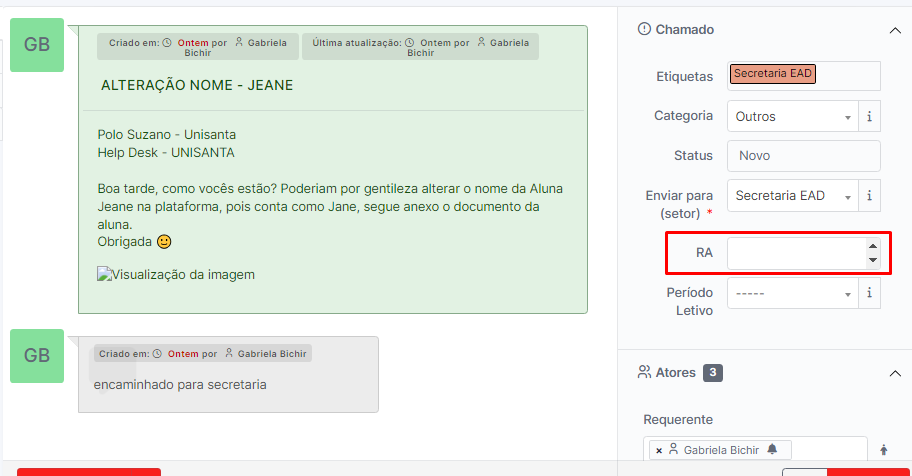 GB
Criado em: Ontem por Gabriela
Bichir
Última atualização: Ontem por Gabriela
Bichir
ALTERAÇÃO NOME - JEANE
Polo Suzano - Unisanta
Help Desk - UNISANTA
Boa tarde, como vocês estão? Poderiam por gentileza alterar o nome da Aluna
Jeane na plataforma, pois conta como Jane, segue anexo o documento da
aluna.
Obrigada 🙂
Visualização da imagem
GB
Criado em: Ontem por Gabriela Bichir
encaminhado para secretaria
Chamado
Etiquetas Secretaria EAD
Categoria Outros i
Status Novo
Enviar para
(setor) * Secretaria EAD i
RA
Período
Letivo ----- i
Atores 3
Requerente
× Gabriela Bichir